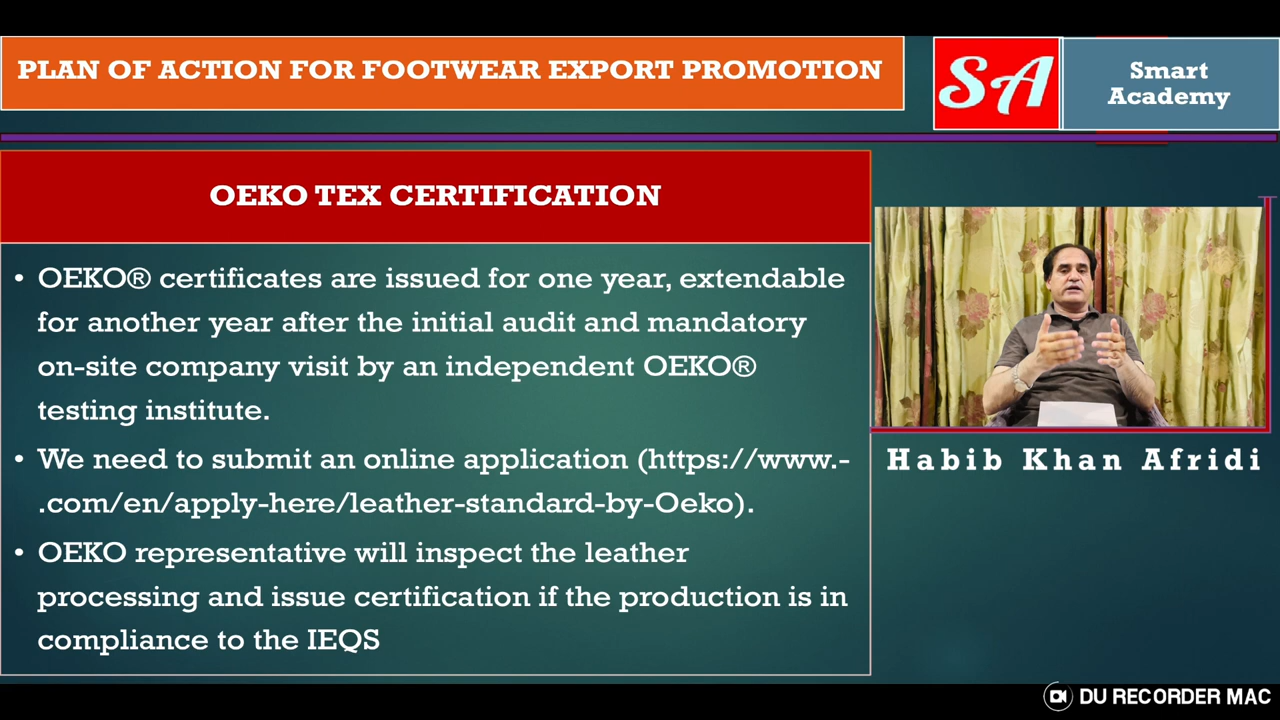 PLAN OF ACTION FOR FOOTWEAR EXPORT PROMOTION
SA
Smart
Academy
OEKO TEX CERTIFICATION
• OEKO® certificates are issued for one year, extendable
for another year after the initial audit and mandatory
on-site company visit by an independent OEKO®
testing institute.
• We need to submit an online application (https://www.-
.com/en/apply-here/leather-standard-by-Oeko).
• OEKO representative will inspect the leather
processing and issue certification if the production is in
compliance to the IEQS
Habib Khan Afridi
DU RECORDER MAC